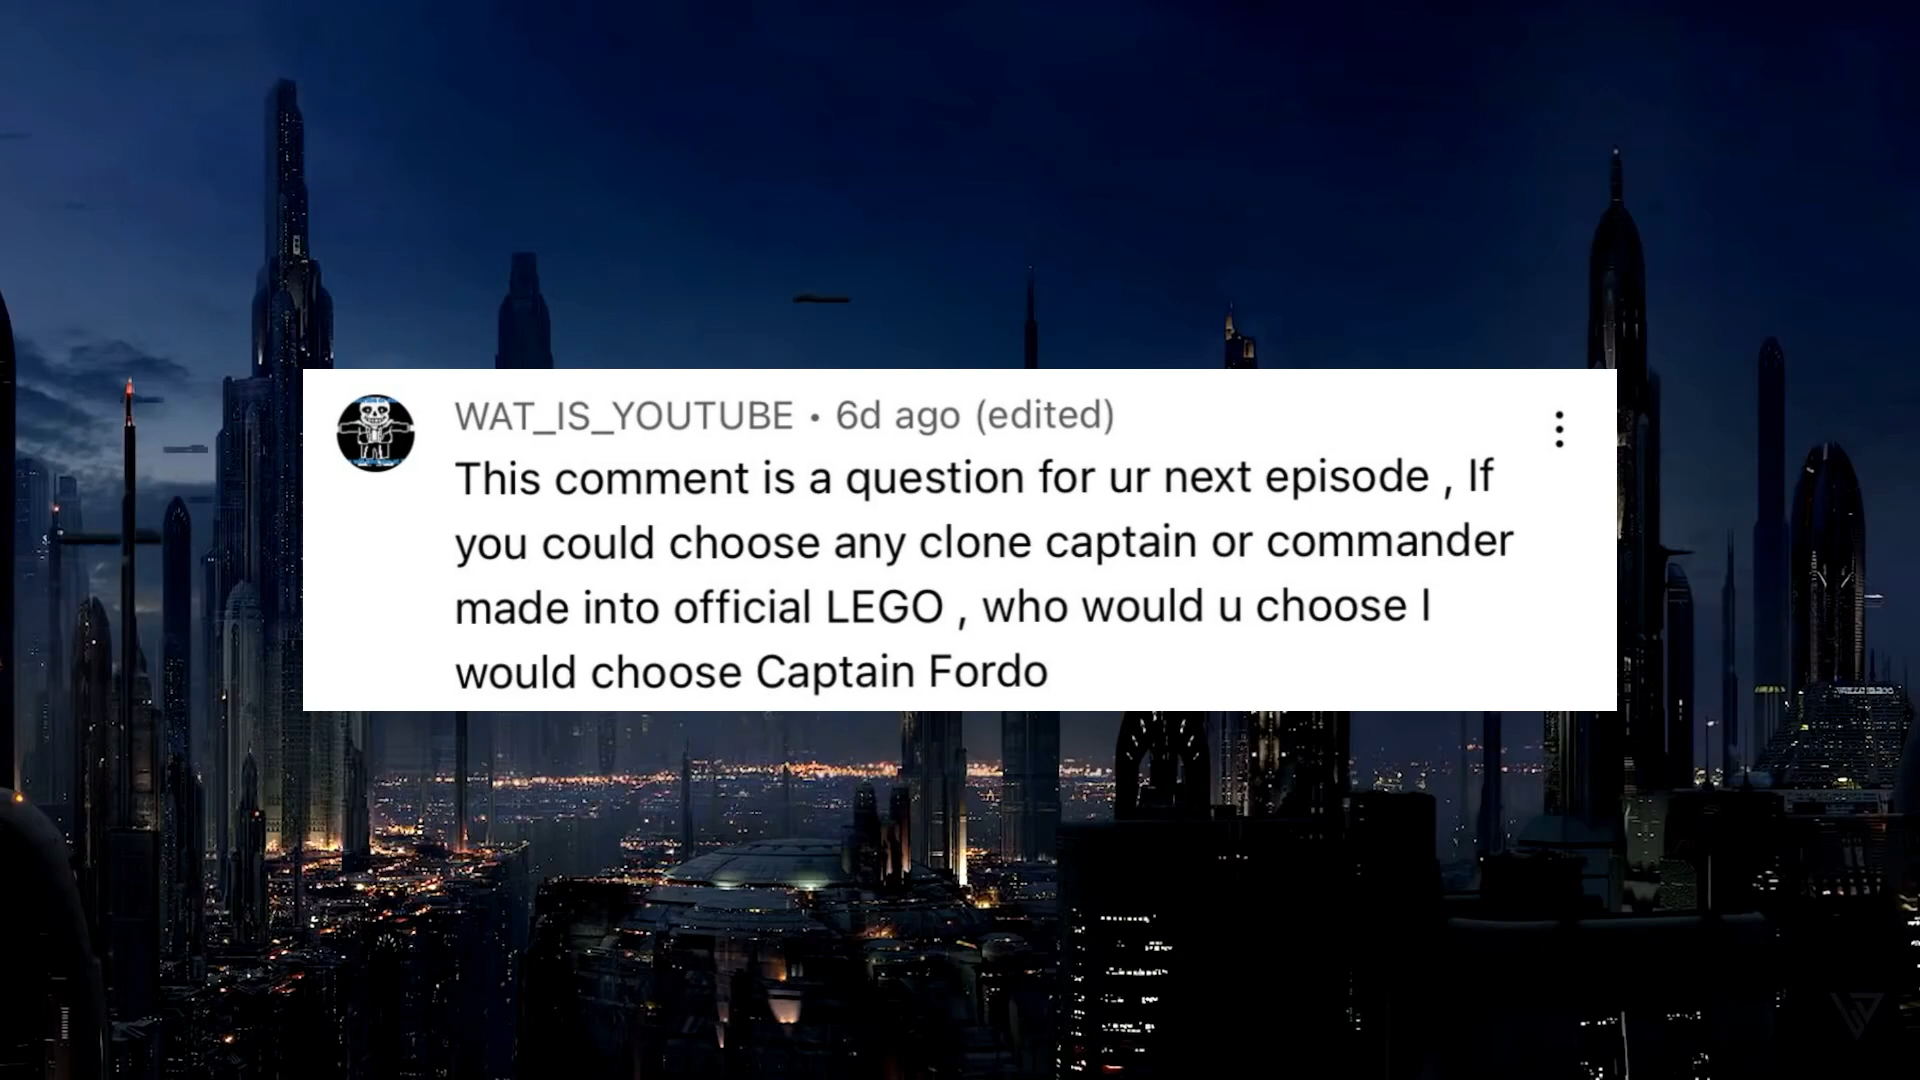 WAT_IS_YOUTUBE • 6d ago (edited)
This comment is a question for ur next episode , If
you could choose any clone captain or commander
made into official LEGO , who would u choose I
would choose Captain Fordo